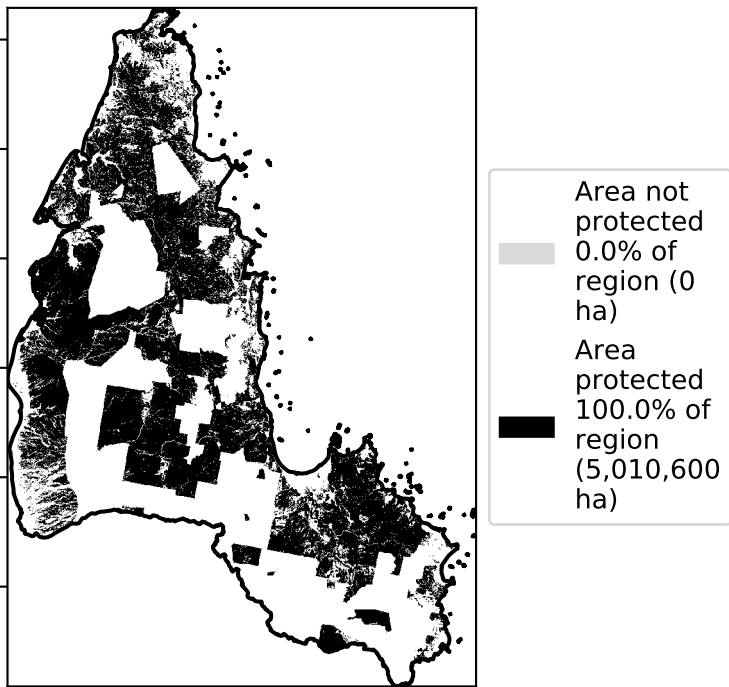 Area not
protected
0.0% of
region (0
ha)
Area
protected
100.0% of
region
(5,010,600
ha)